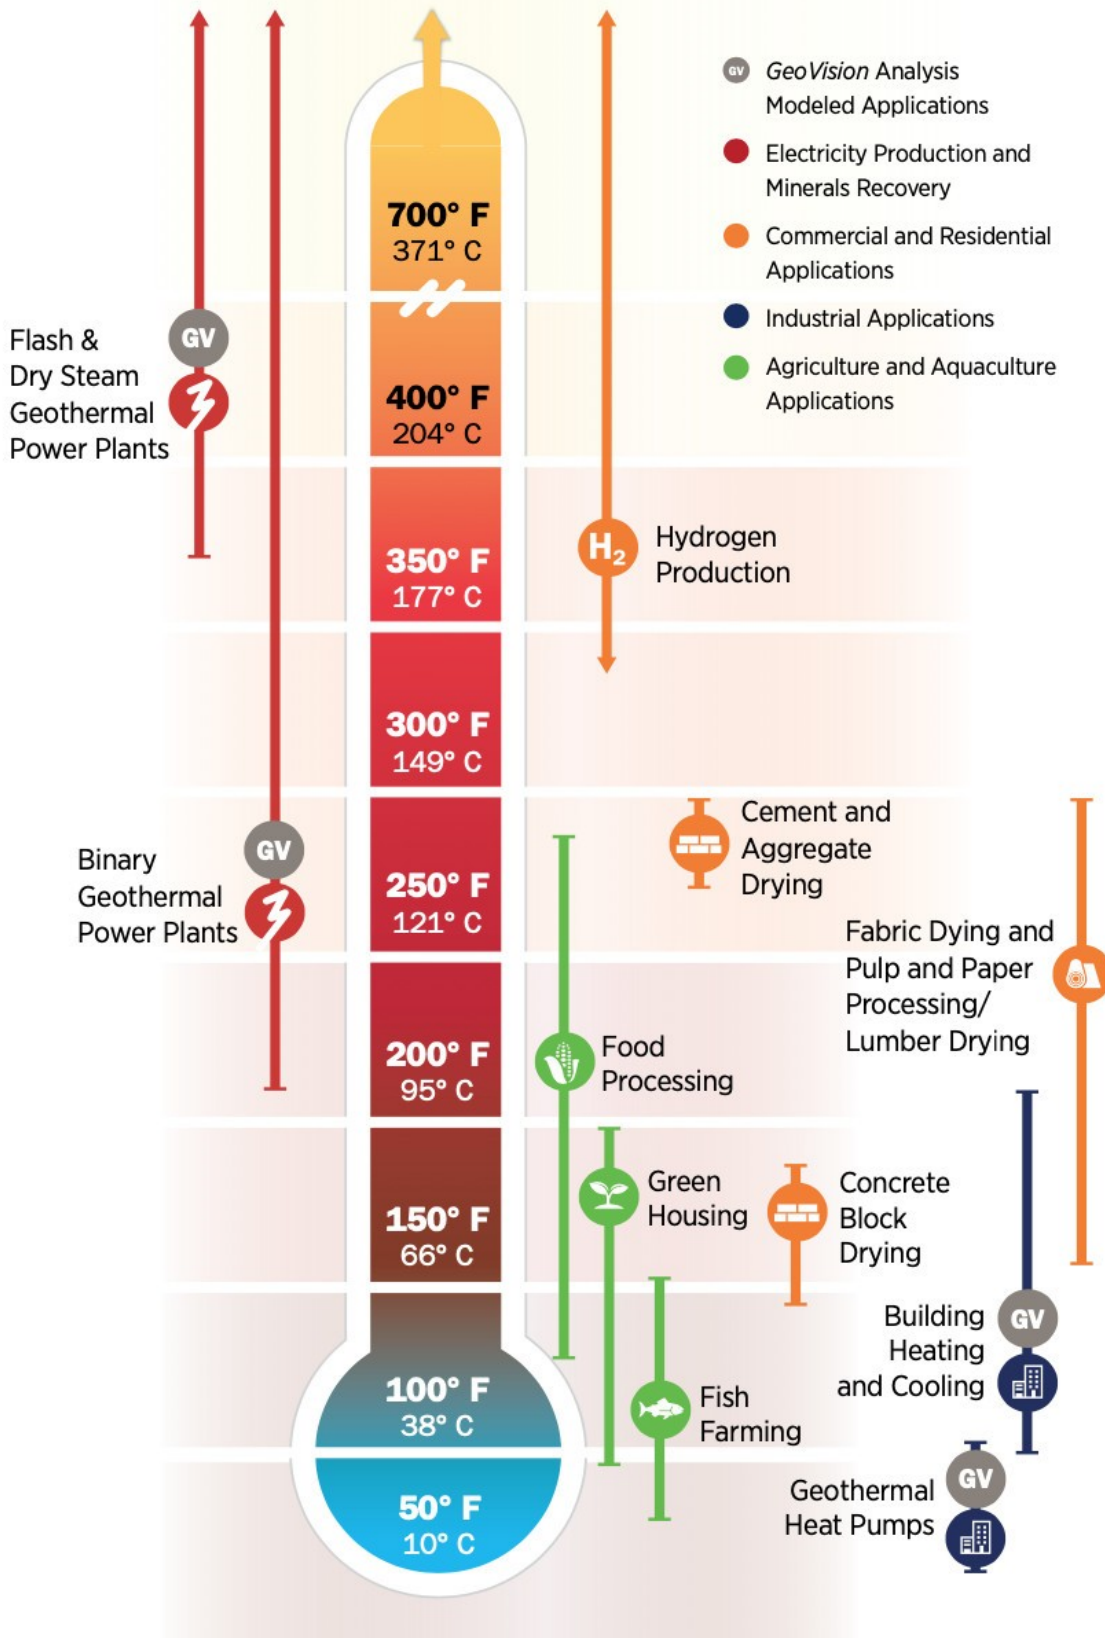 GV GeoVision Analysis
Modeled Applications
Electricity Production and
Minerals Recovery
Commercial and Residential
Applications
Industrial Applications
Agriculture and Aquaculture
Applications
700° F
371° C
GV
Flash &
Dry Steam
Geothermal
Power Plants
400° F
204° C
H2
Hydrogen
Production
350° F
177° C
300° F
149° C
Cement and
Aggregate
Drying
GV
Binary
Geothermal
Power Plants
250° F
121° C
Fabric Dying and
Pulp and Paper
Processing/
Lumber Drying
200° F
95° C
Food
Processing
Green
Housing
Concrete
Block
Drying
150° F
66° C
GV
Building
Heating
and Cooling
100° F
38° C
Fish
Farming
GV
Geothermal
Heat Pumps
50° F
10° C